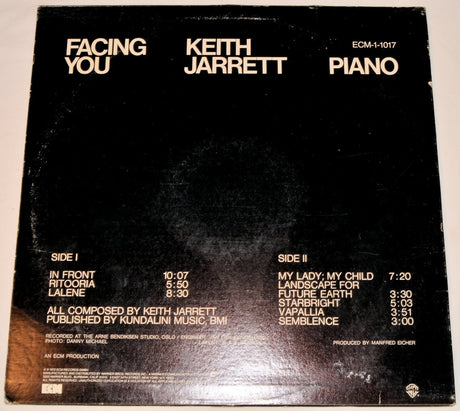 FACING YOU
KEITH JARRETT
ECM-1-1017
PIANO
SIDE I
IN FRONT 10:07
RITOORIA 5:50
LALENE 8:30
ALL COMPOSED BY KEITH JARRETT
PUBLISHED BY KUNDALINI MUSIC, BMI
SIDE II
MY LADY; MY CHILD 7:20
LANDSCAPE FOR
FUTURE EARTH 3:30
STARBRIGHT 5:03
VAPALLIA 3:51
SEMBLENCE 3:00
RECORDED AT THE ARNE BENDIKSEN STUDIO, OSLO / ENGINEER:
PHOTO: DANNY MICHAEL
PRODUCED BY MANFRED EICHER
AN ECM PRODUCTION
ECM